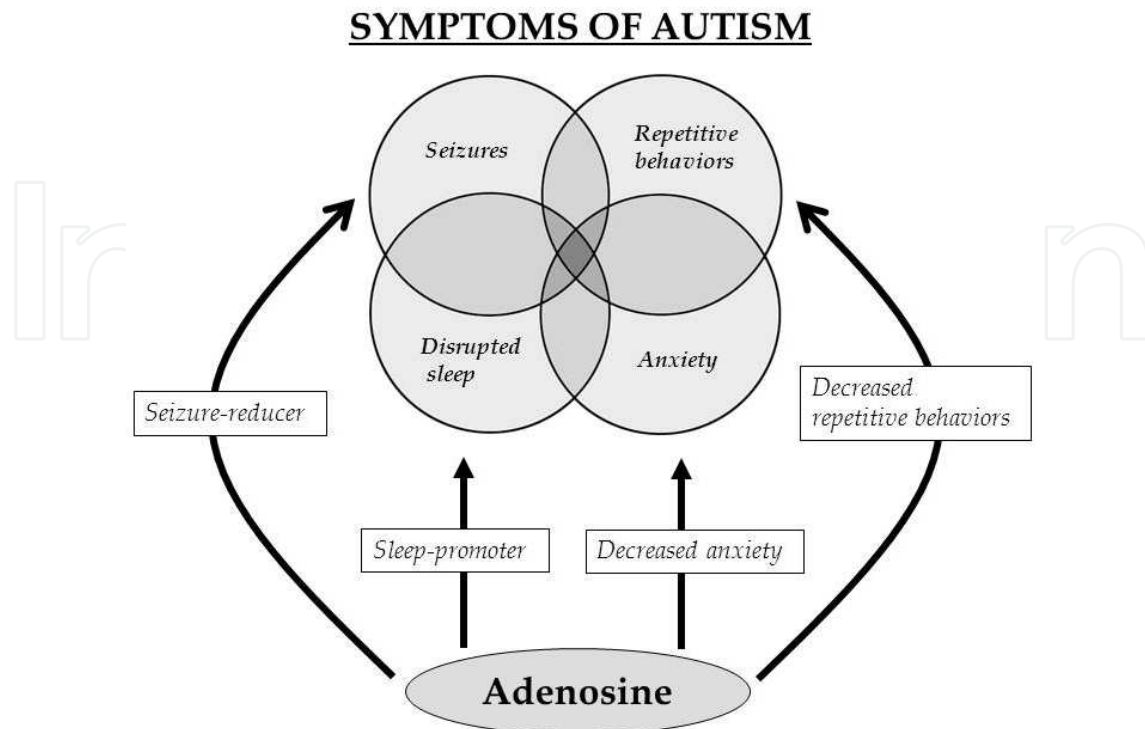 SYMPTOMS OF AUTISM
Seizures
Repetitive
behaviors
Disrupted
sleep
Anxiety
Seizure-reducer
Decreased
repetitive behaviors
Sleep-promoter
Decreased anxiety
Adenosine